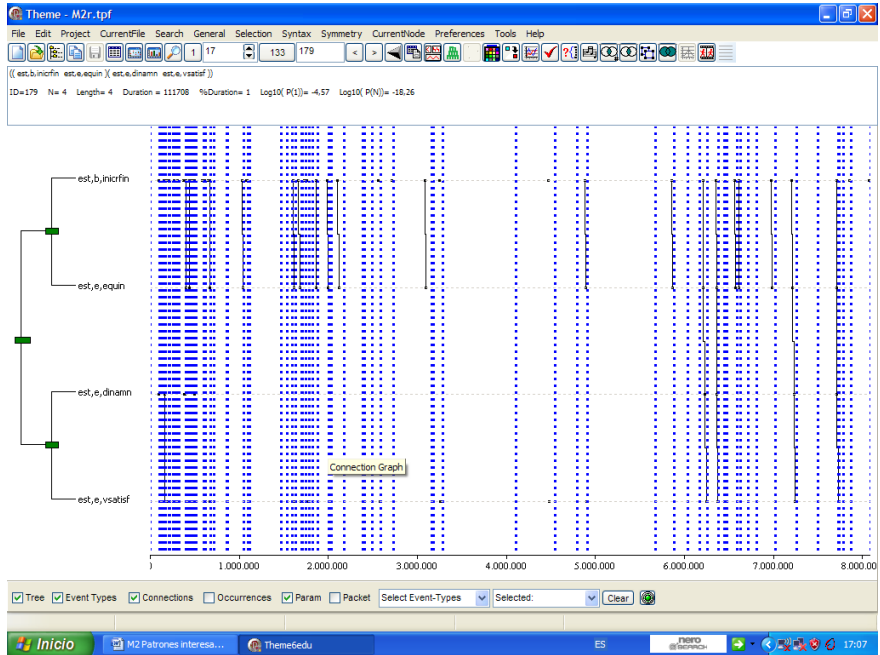 Theme - M2r.tpf
File Edit Project CurrentFile Search General Selection Syntax Symmetry CurrentNode Preferences Tools Help
1 17 133 179 < >
(( est,b,inicrfin est,e,equin )( est,e,dinamn est,e,vsatisf ))
ID=179 N= 4 Length= 4 Duration = 111708 %Duration= 1 Log10( P(1))= -4,57 Log10( P(N))= -18,26
est,b,inicrfin
est,e,equin
est,e,dinamn
Connection Graph
est,e,vsatisf
) 1.000.000 2.000.000 3.000.000 4.000.000 5.000.000 6.000.000 7.000.000 8.000.00
Tree Event Types Connections Occurrences Param Packet Select Event-Types Selected: Clear
Inicio M2 Patrones interesa... Theme6edu ES nero SEARCH 17:07